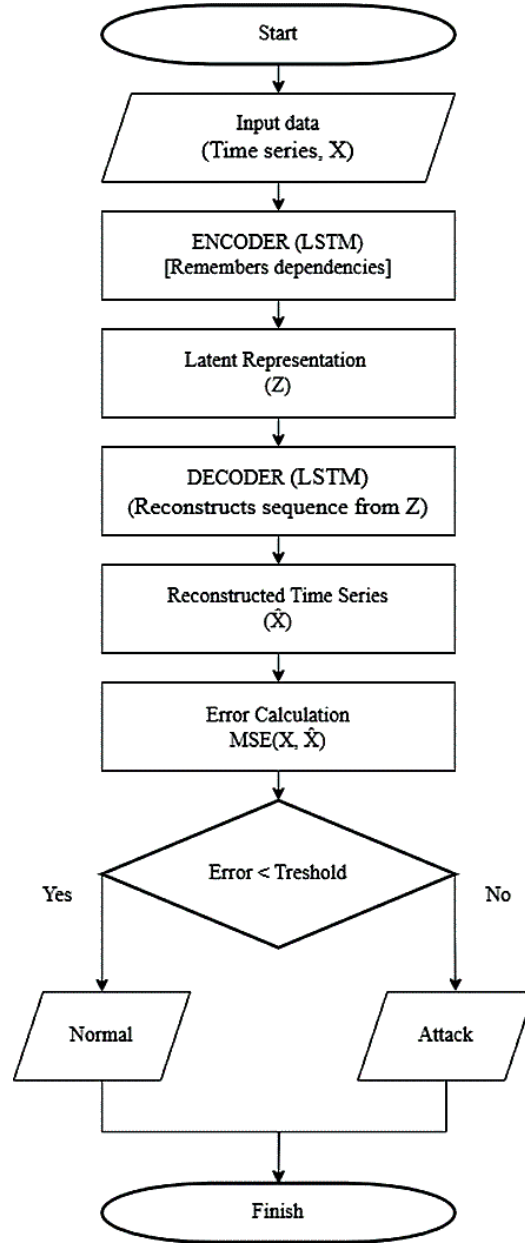 Start
Input data
(Time series, X)
ENCODER (LSTM)
[Remembers dependencies]
Latent Representation
(Z)
DECODER (LSTM)
(Reconstructs sequence from Z)
Reconstructed Time Series
(X̂)
Error Calculation
MSE(X, X̂)
Error < Treshold
Yes
No
Normal
Attack
Finish